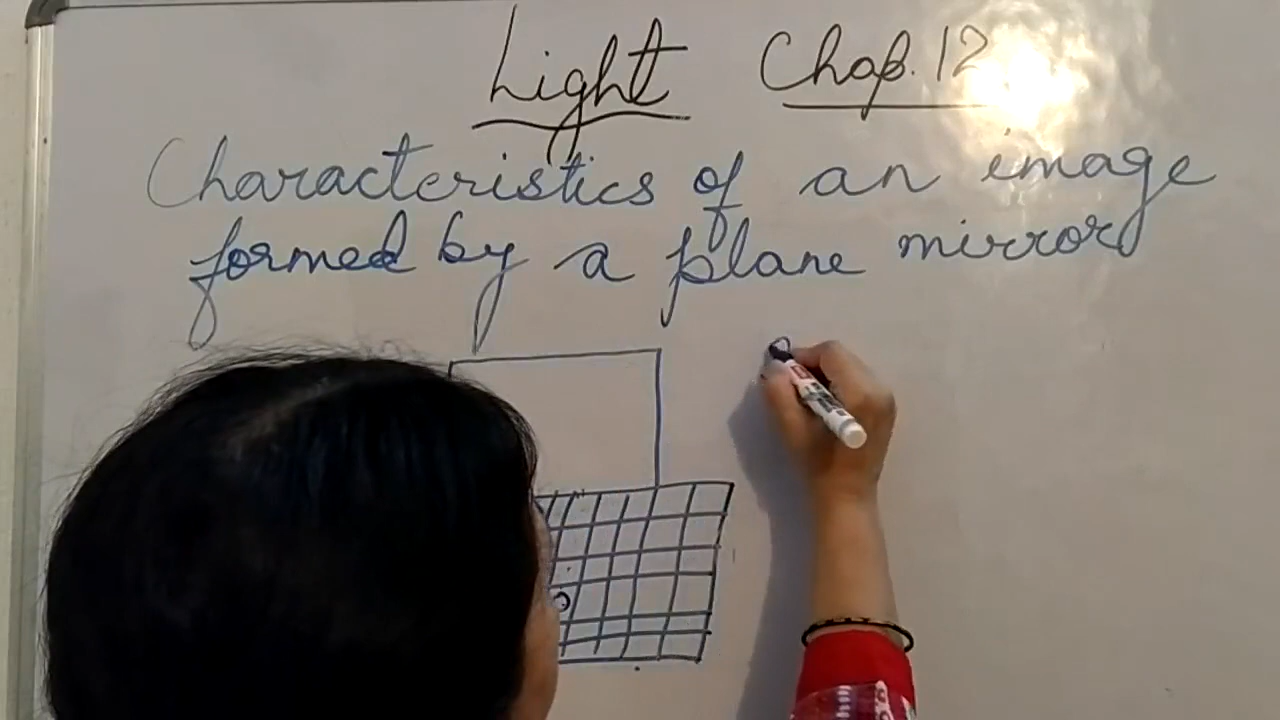 Light Chap. 12
Characteristics of an image
formed by a plane mirror